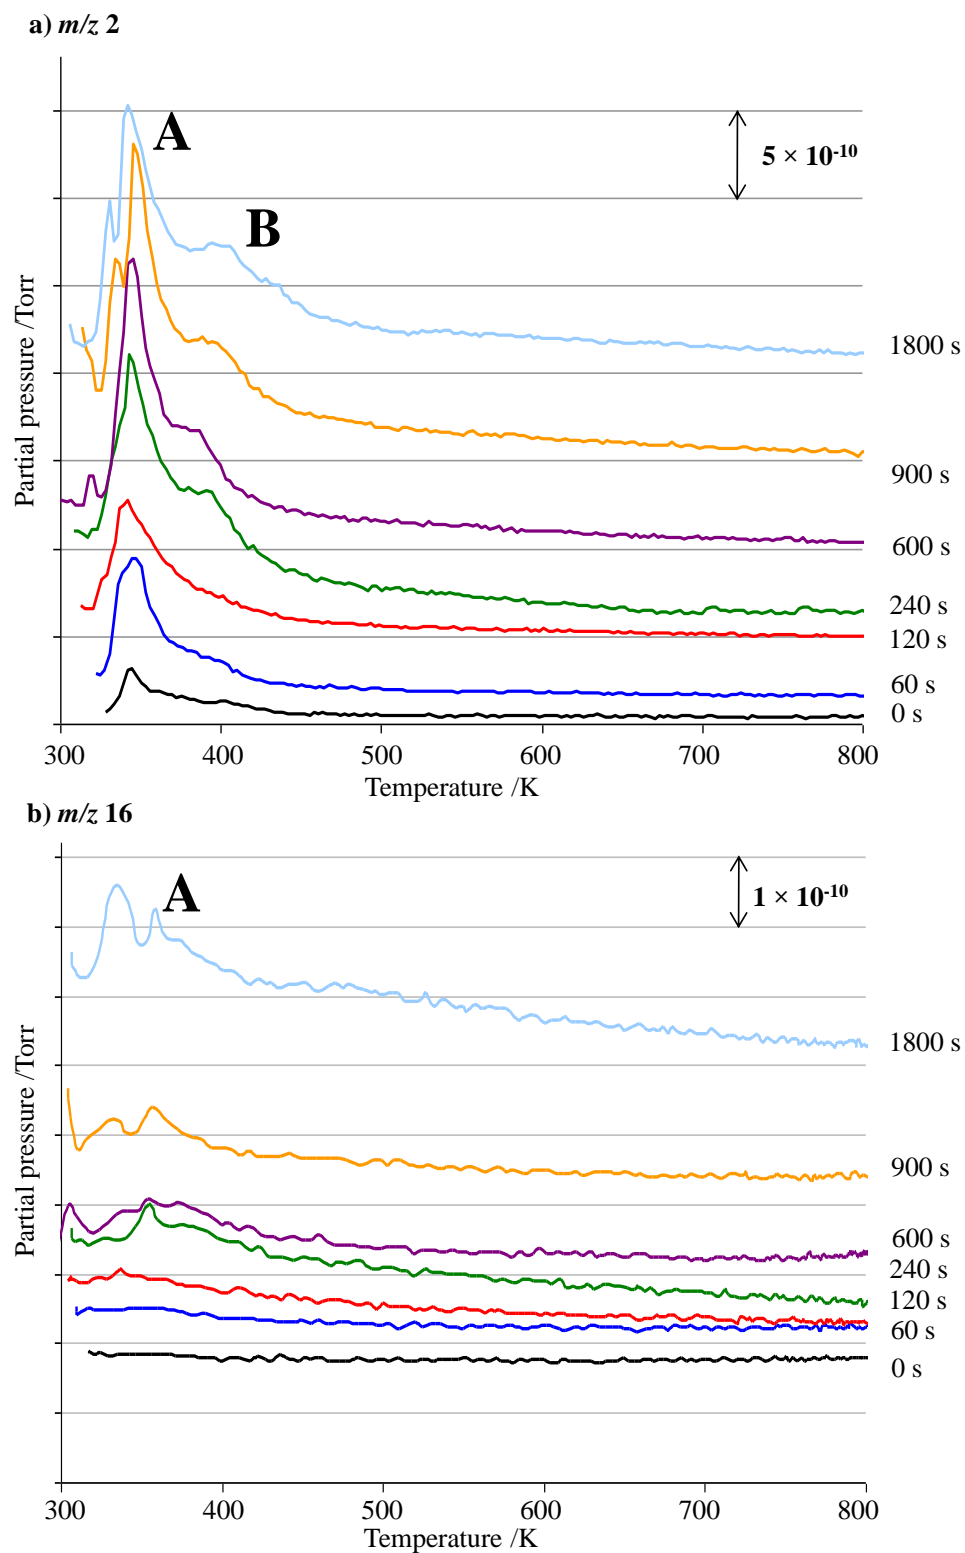 a) m/z 2
A
5 × 10-10
B
Partial pressure /Torr
1800 s
900 s
600 s
240 s
120 s
60 s
0 s
300 400 500 600 700 800
Temperature /K
b) m/z 16
A
1 × 10-10
Partial pressure /Torr
1800 s
900 s
600 s
240 s
120 s
60 s
0 s
300 400 500 600 700 800
Temperature /K